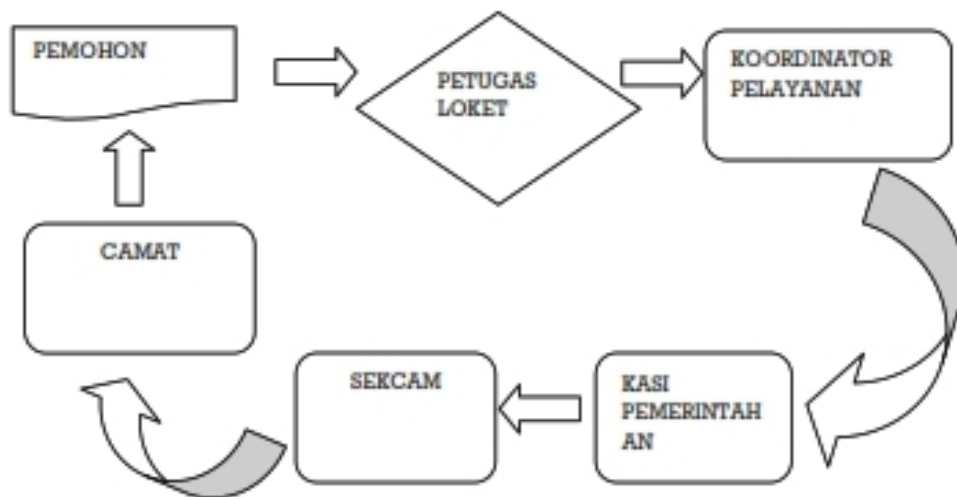 PEMOHON
PETUGAS
LOKET
KOORDINATOR
PELAYANAN
KASI
PEMERINTAH
AN
SEKCAM
CAMAT